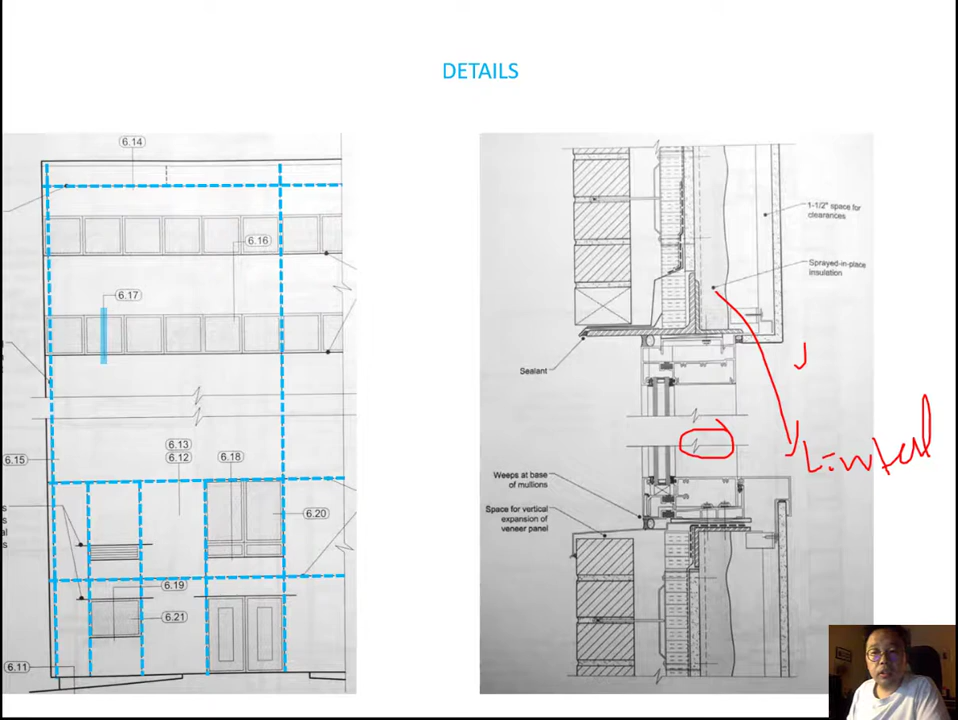 DETAILS
6.14
6.16
6.17
6.15
6.13
6.12
6.18
6.20
6.19
6.21
6.11
1-1/2" space for
clearances
Sprayed-in-place
insulation
Sealant
Weeps at base
of mullions
Space for vertical
expansion of
veneer panel